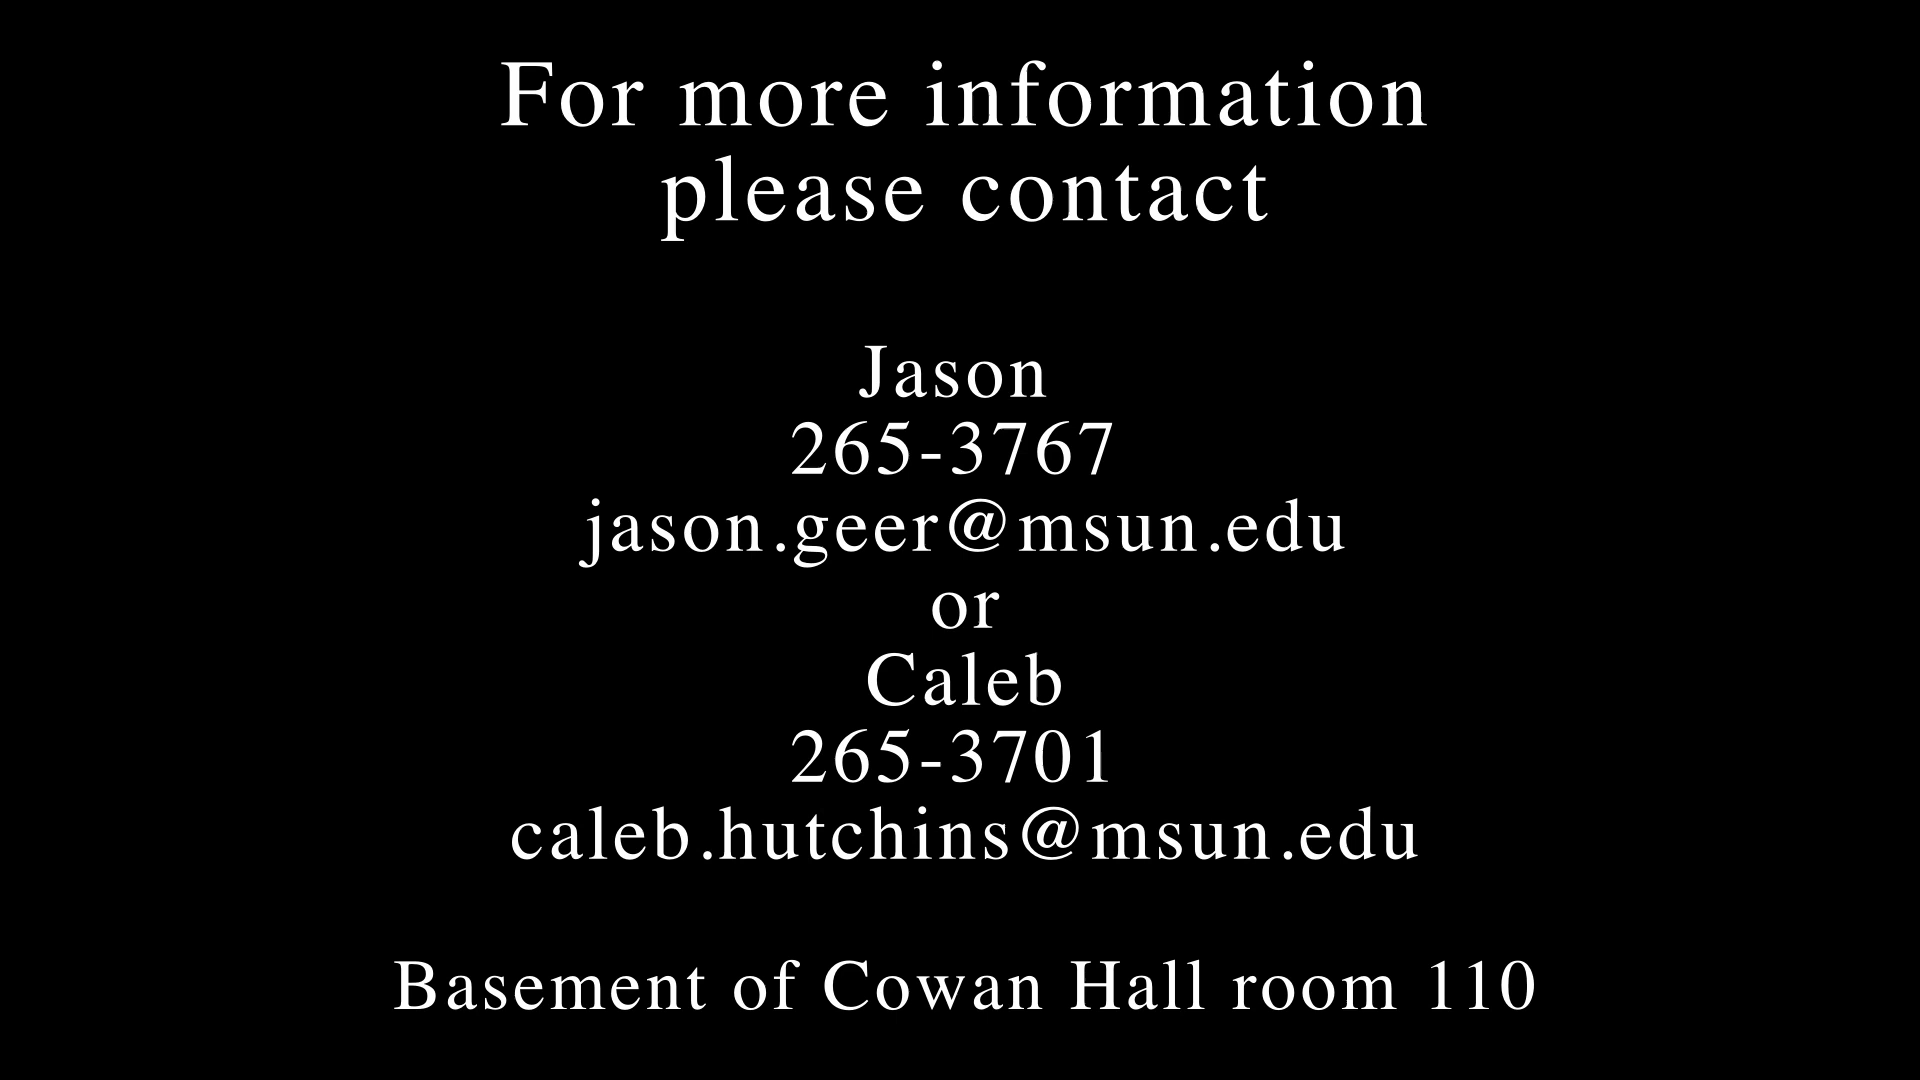 For more information
please contact
Jason
265-3767
jason.geer@msun.edu
or
Caleb
265-3701
caleb.hutchins@msun.edu
Basement of Cowan Hall room 110